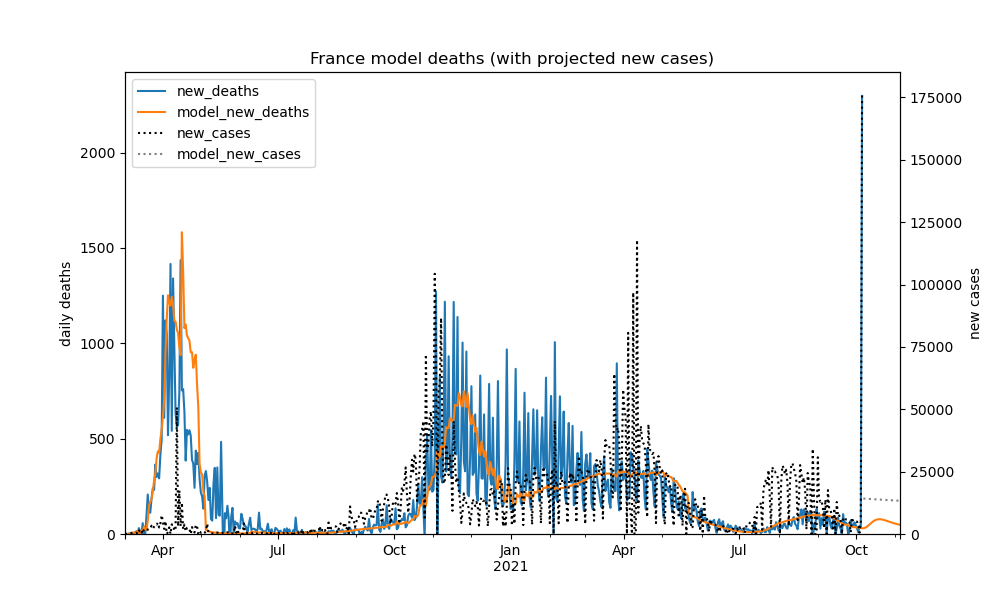 France model deaths (with projected new cases)
new_deaths
model_new_deaths
new_cases
model_new_cases
daily deaths
2000
1500
1000
500
0
175000
150000
125000
100000
75000
50000
25000
0
new cases
Apr Jul Oct Jan Apr Jul Oct
2021